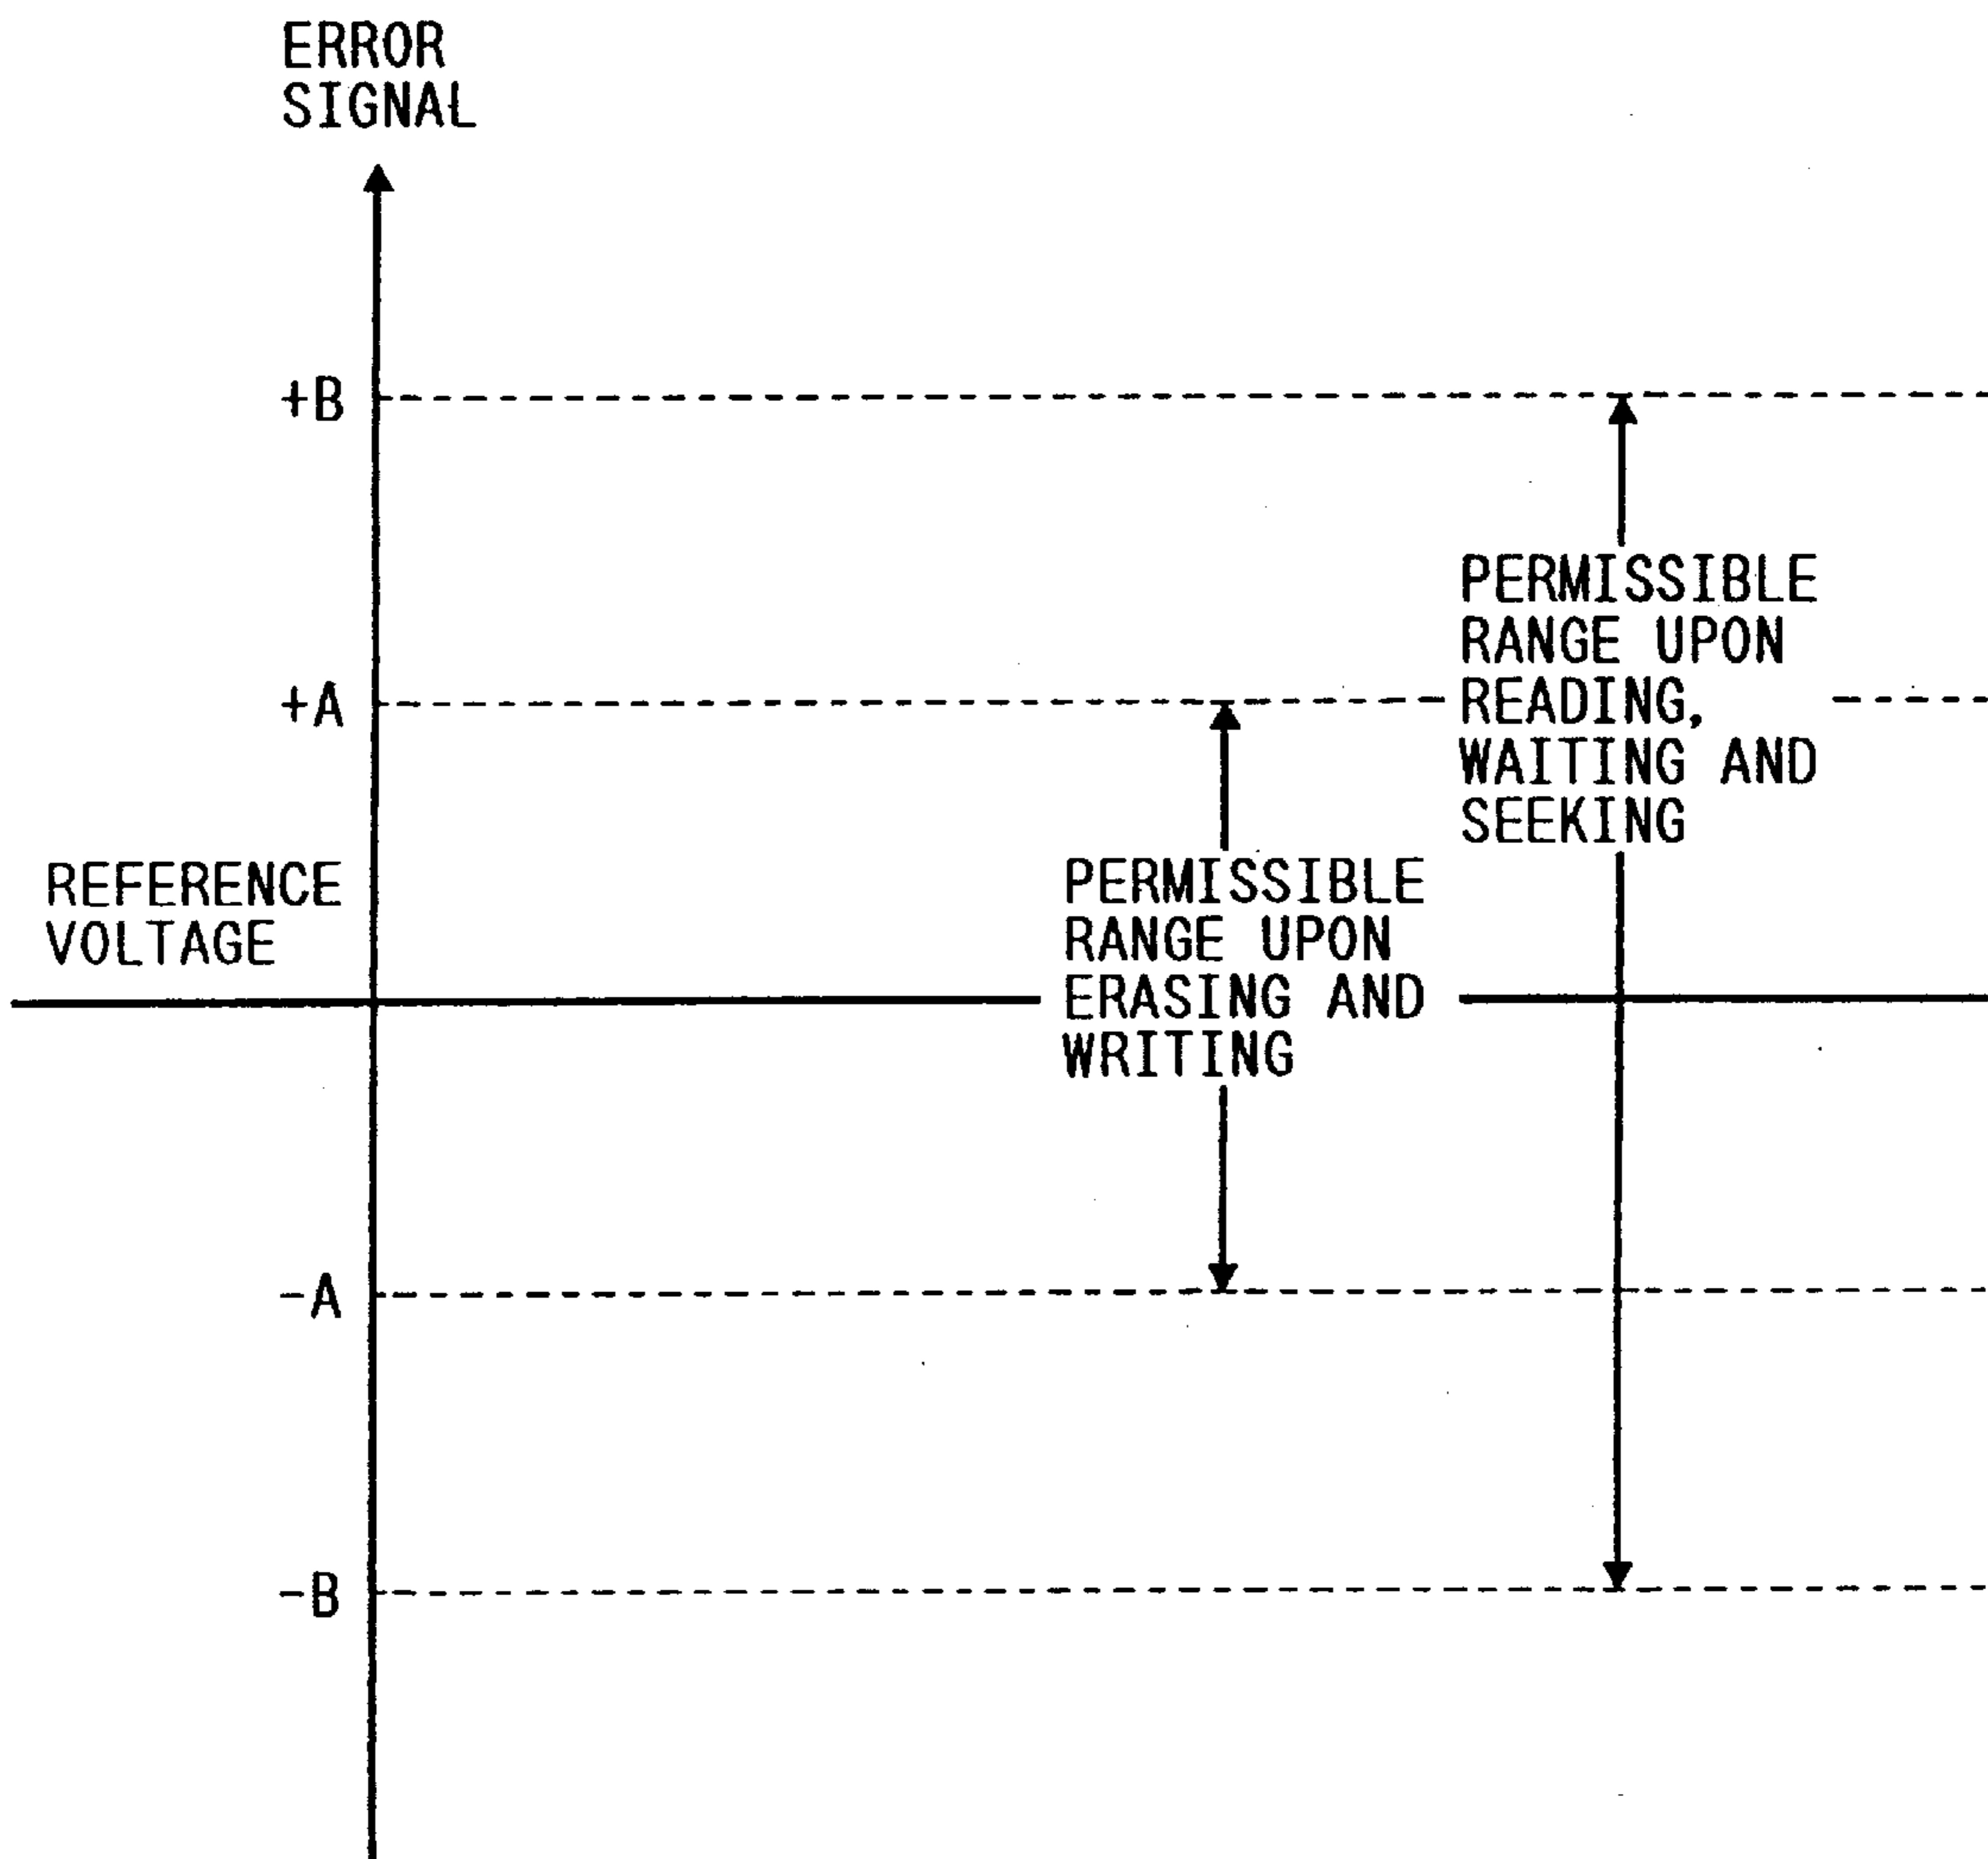 ERROR
SIGNAL
+B
PERMISSIBLE
RANGE UPON
READING,
WAITING AND
SEEKING
+A
REFERENCE
VOLTAGE
PERMISSIBLE
RANGE UPON
ERASING AND
WRITING
-A
-B